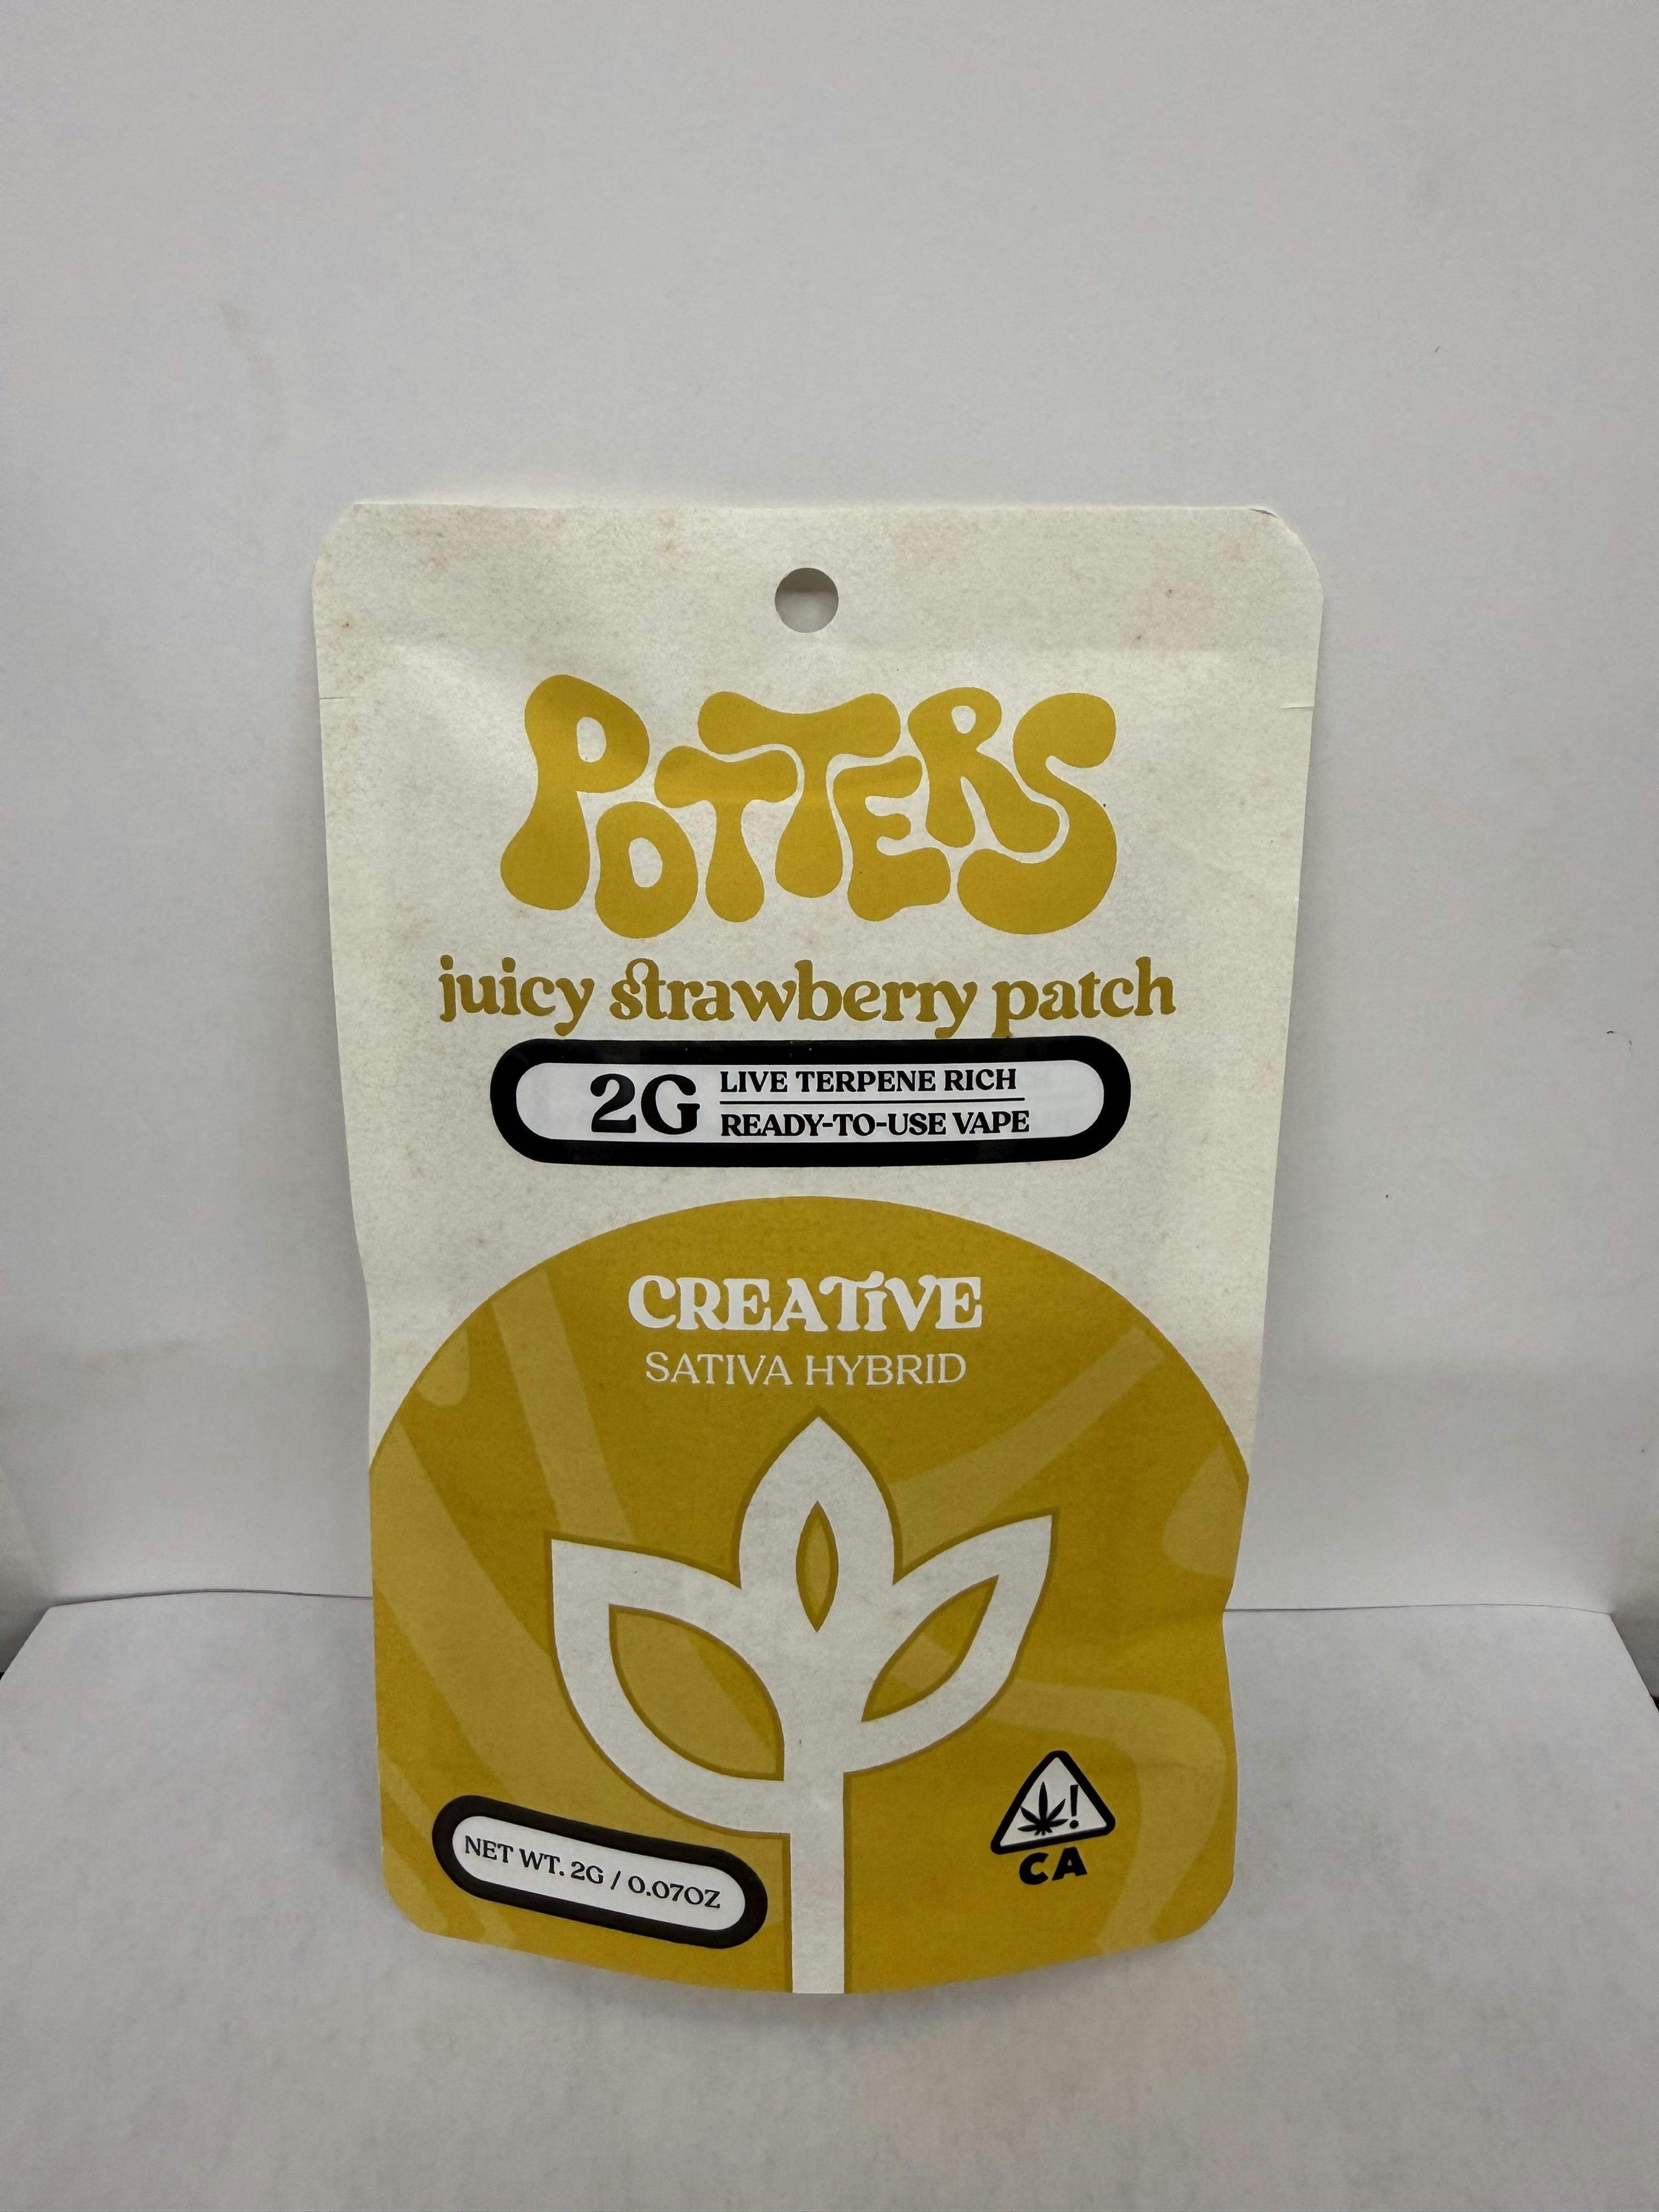 POTTERS
juicy strawberry patch
2G
LIVE TERPENE RICH
READY-TO-USE VAPE
CREATiVE
SATIVA HYBRID
!
CA
NET WT. 2G / 0.07OZ